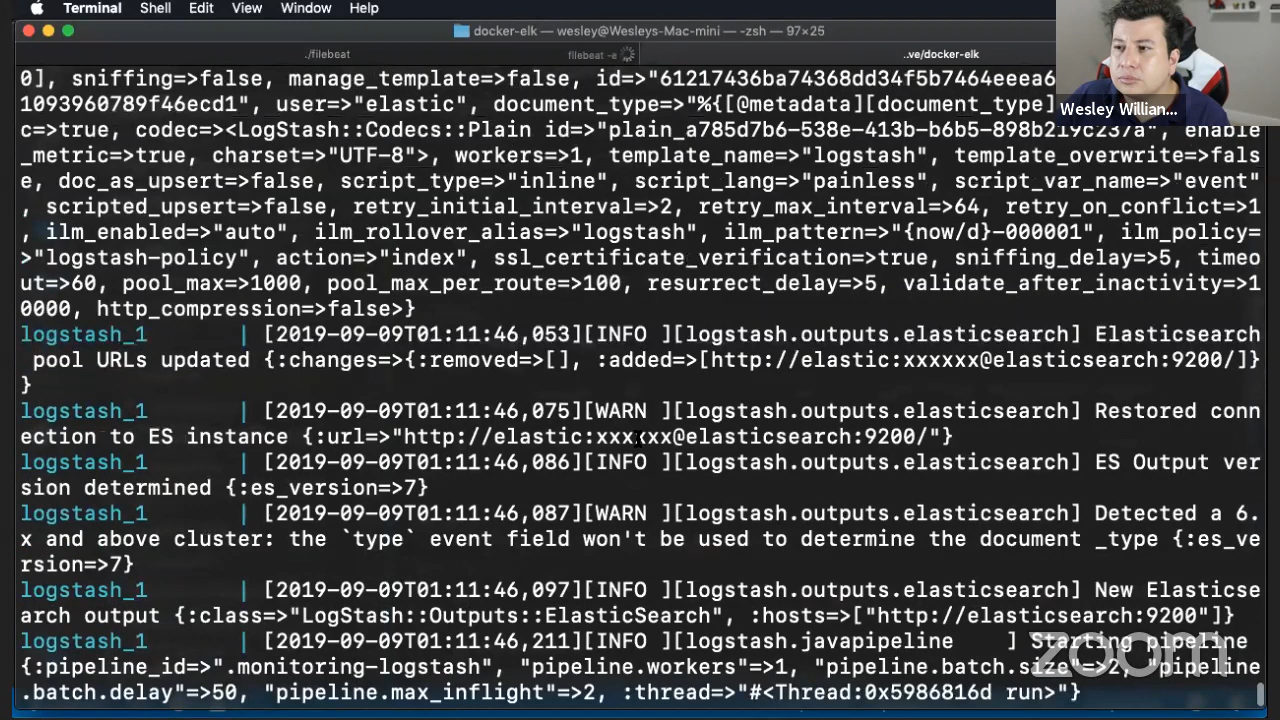 Terminal Shell Edit View Window Help
docker-elk — wesley@Wesleys-Mac-mini — -zsh — 97×25
../filebeat
filebeat -e
..ve/docker-elk
0], sniffing=>false, manage_template=>false, id=>"61217436ba74368dd34f5b7464eeea6
1093960789f46ecd1", user=>"elastic", document_type=>"%{[@metadata][document_type]
Wesley Willian...
c=>true, codec=><LogStash::Codecs::Plain id=>"plain_a785d7b6-538e-413b-b6b5-898b219c237a", enable
_metric=>true, charset=>"UTF-8">, workers=>1, template_name=>"logstash", template_overwrite=>fals
e, doc_as_upsert=>false, script_type=>"inline", script_lang=>"painless", script_var_name=>"event"
, scripted_upsert=>false, retry_initial_interval=>2, retry_max_interval=>64, retry_on_conflict=>1
, ilm_enabled=>"auto", ilm_rollover_alias=>"logstash", ilm_pattern=>"{now/d}-000001", ilm_policy=
>"logstash-policy", action=>"index", ssl_certificate_verification=>true, sniffing_delay=>5, timeo
ut=>60, pool_max=>1000, pool_max_per_route=>100, resurrect_delay=>5, validate_after_inactivity=>1
0000, http_compression=>false>}
logstash_1 | [2019-09-09T01:11:46,053][INFO ][logstash.outputs.elasticsearch] Elasticsearch
pool URLs updated {:changes=>{:removed=>[], :added=>[http://elastic:xxxxxx@elasticsearch:9200/]}
}
logstash_1 | [2019-09-09T01:11:46,075][WARN ][logstash.outputs.elasticsearch] Restored conn
ection to ES instance {:url=>"http://elastic:xxxxxx@elasticsearch:9200/"}
logstash_1 | [2019-09-09T01:11:46,086][INFO ][logstash.outputs.elasticsearch] ES Output ver
sion determined {:es_version=>7}
logstash_1 | [2019-09-09T01:11:46,087][WARN ][logstash.outputs.elasticsearch] Detected a 6.
x and above cluster: the `type` event field won't be used to determine the document _type {:es_ve
rsion=>7}
logstash_1 | [2019-09-09T01:11:46,097][INFO ][logstash.outputs.elasticsearch] New Elasticse
arch output {:class=>"LogStash::Outputs::ElasticSearch", :hosts=>["http://elasticsearch:9200"]}
logstash_1 | [2019-09-09T01:11:46,211][INFO ][logstash.javapipeline ] Starting pipeline
{:pipeline_id=>".monitoring-logstash", "pipeline.workers"=>1, "pipeline.batch.size"=>2, "pipeline
.batch.delay"=>50, "pipeline.max_inflight"=>2, :thread=>"#<Thread:0x5986816d run>"}
zoom